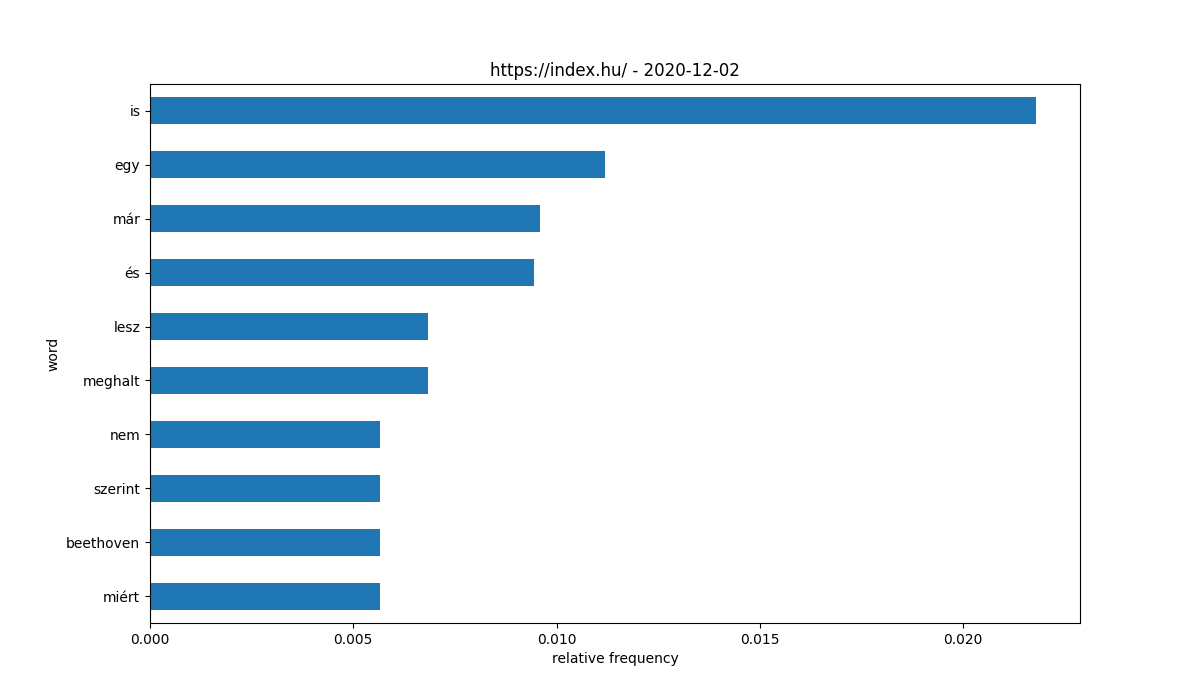 https://index.hu/ - 2020-12-02
is
egy
már
és
lesz
meghalt
nem
szerint
beethoven
miért
word
0.000 0.005 0.010 0.015 0.020
relative frequency